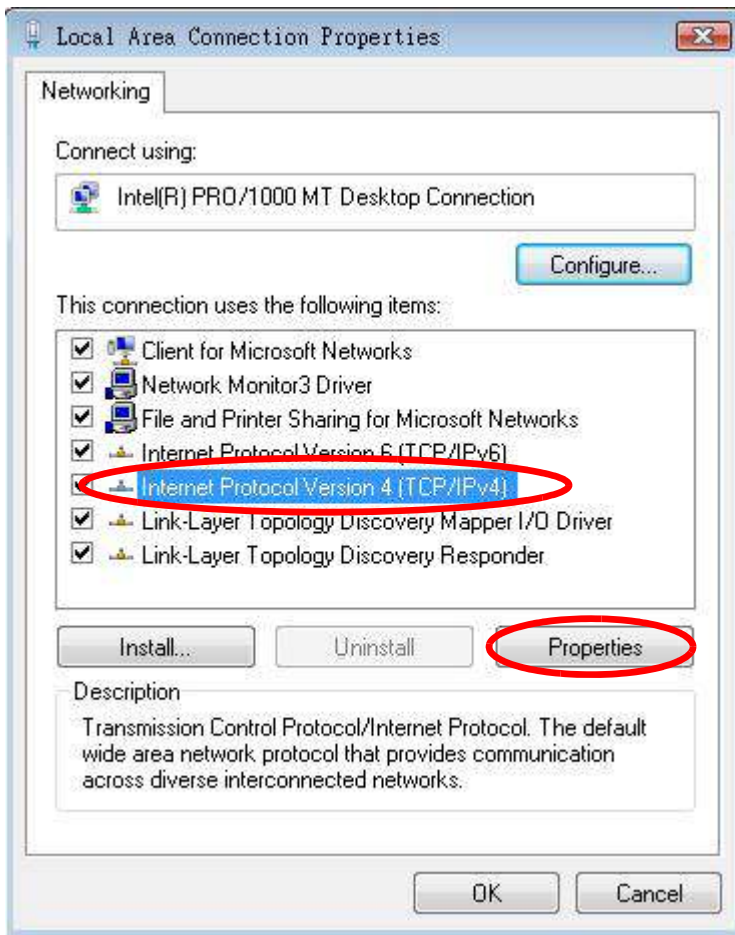 Local Area Connection Properties
Networking
Connect using:
Intel(R) PRO/1000 MT Desktop Connection
Configure...
This connection uses the following items:
Client for Microsoft Networks
Network Monitor3 Driver
File and Printer Sharing for Microsoft Networks
Internet Protocol Version 6 (TCP/IPv6)
Internet Protocol Version 4 (TCP/IPv4)
Link-Layer Topology Discovery Mapper I/O Driver
Link-Layer Topology Discovery Responder
Install... Uninstall Properties
Description
Transmission Control Protocol/Internet Protocol. The default
wide area network protocol that provides communication
across diverse interconnected networks.
OK Cancel